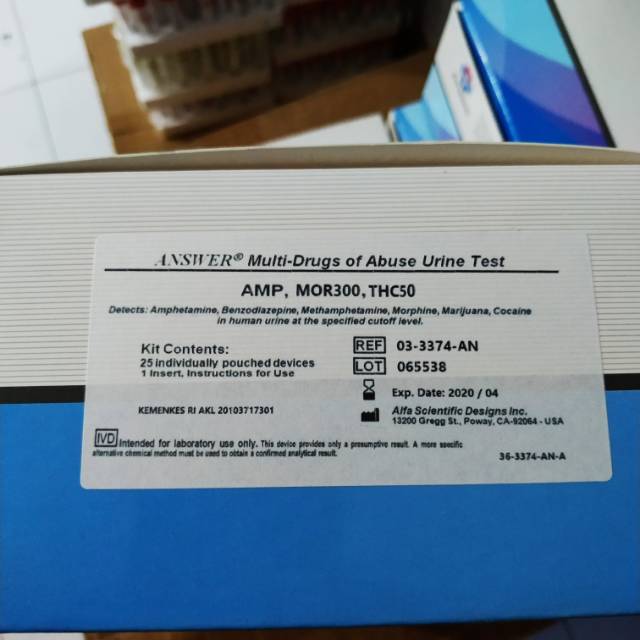 ANSWER® Multi-Drugs of Abuse Urine Test
AMP, MOR300, THC50
Detects: Amphetamine, Benzodiazepine, Methamphetamine, Morphine, Marijuana, Cocaine
in human urine at the specified cutoff level.
Kit Contents:
25 individually pouched devices
1 Insert, Instructions for Use
REF 03-3374-AN
LOT 065538
Exp. Date: 2020 / 04
KEMENKES RI AKL 20103717301
Alfa Scientific Designs Inc.
13200 Gregg St., Poway, CA-92064 - USA
IVD Intended for laboratory use only. This device provides only a presumptive result. A more specific
alternative chemical method must be used to obtain a confirmed analytical result.
36-3374-AN-A